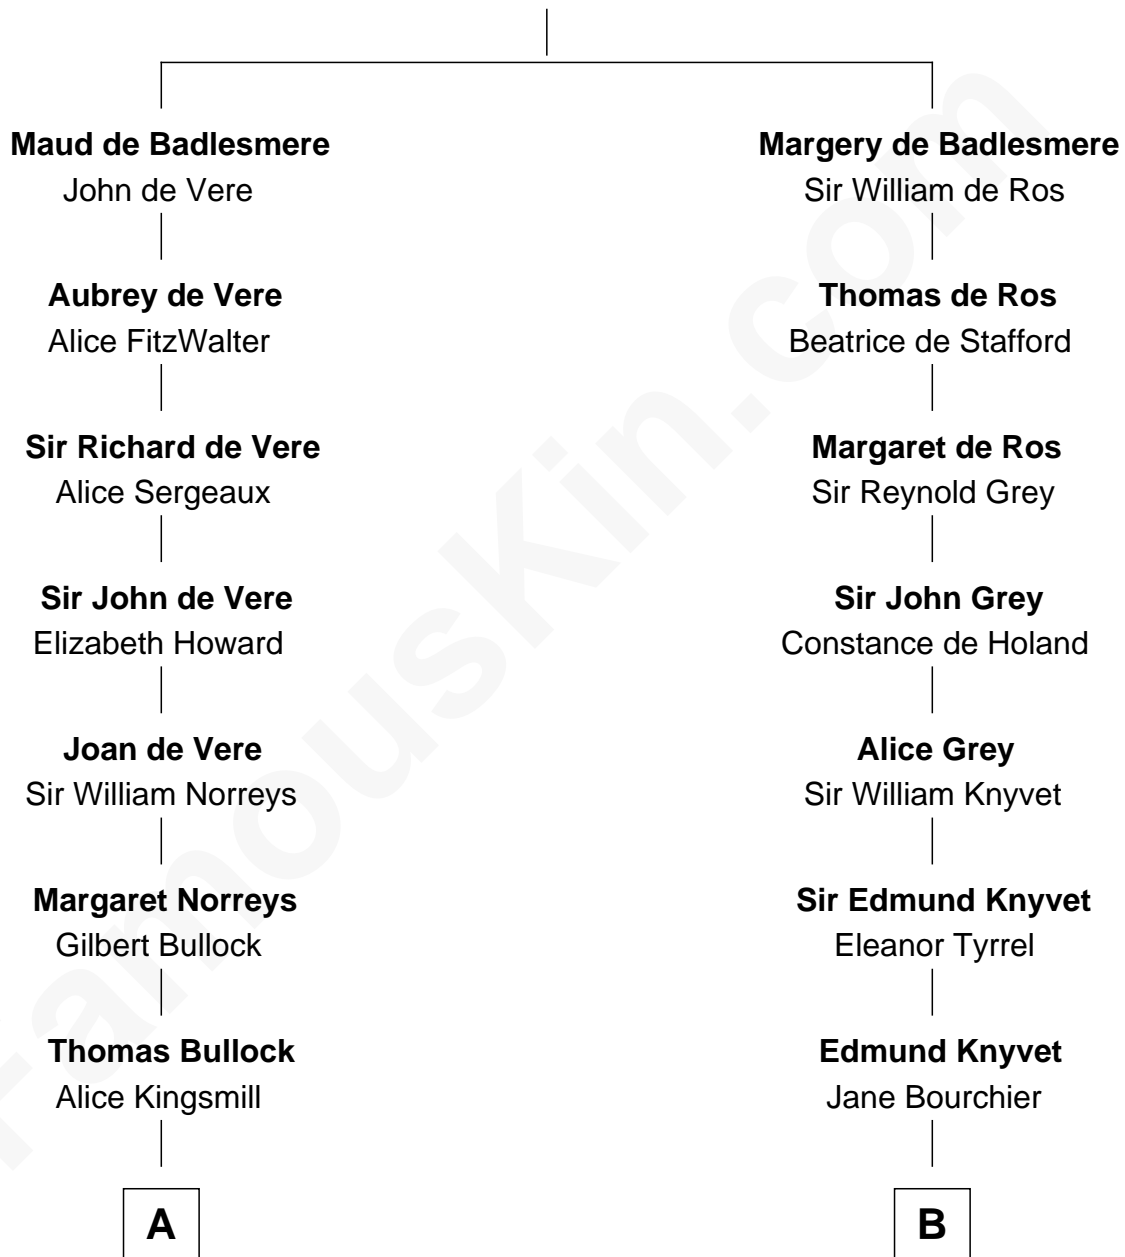 Maud de Badlesmere
John de Vere
Aubrey de Vere
Alice FitzWalter
Sir Richard de Vere
Alice Sergeaux
Sir John de Vere
Elizabeth Howard
Joan de Vere
Sir William Norreys
Margaret Norreys
Gilbert Bullock
Thomas Bullock
Alice Kingsmill
A
Margery de Badlesmere
Sir William de Ros
Thomas de Ros
Beatrice de Stafford
Margaret de Ros
Sir Reynold Grey
Sir John Grey
Constance de Holand
Alice Grey
Sir William Knyvet
Sir Edmund Knyvet
Eleanor Tyrrel
Edmund Knyvet
Jane Bourchier
B
FamousKin.com